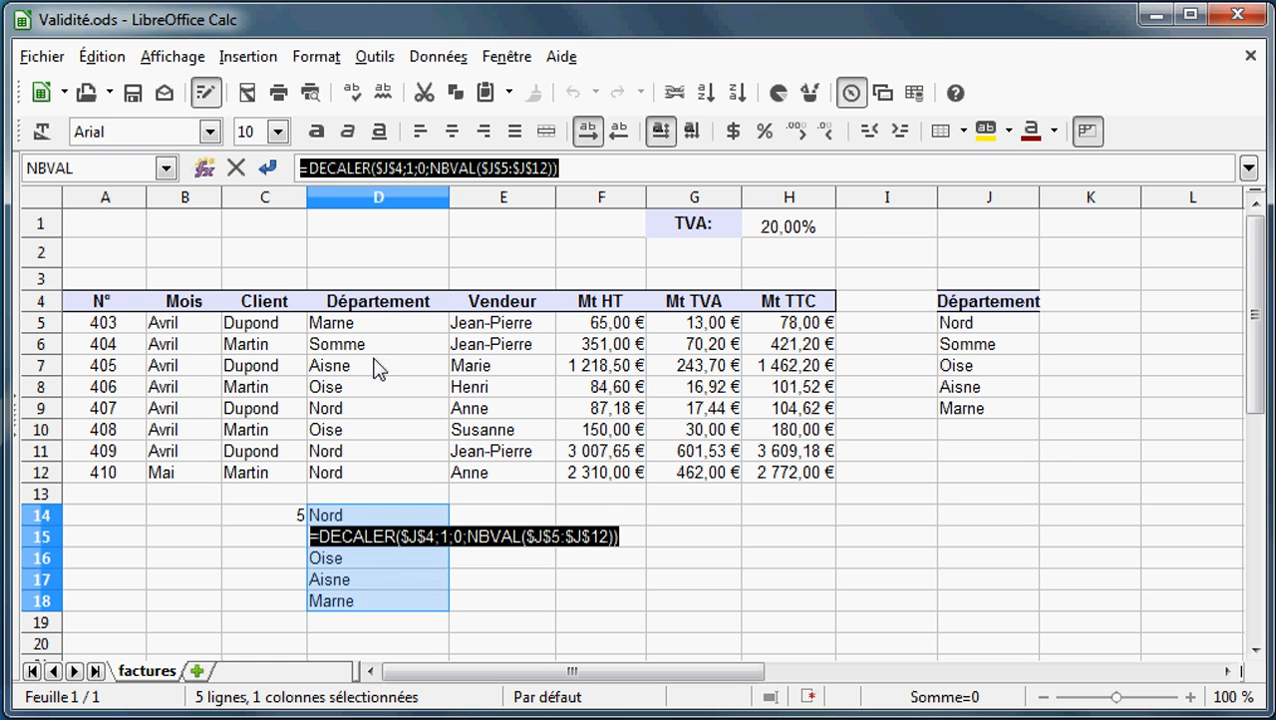 Validité.ods - LibreOffice Calc
Fichier Édition Affichage Insertion Format Outils Données Fenêtre Aide
Arial 10
NBVAL =DECALER($J$4;1;0;NBVAL($J$5:$J$12))
A B C D E F G H I J K L
1 TVA: 20,00%
2
3
4 N° Mois Client Département Vendeur Mt HT Mt TVA Mt TTC Département
5 403 Avril Dupond Marne Jean-Pierre 65,00 € 13,00 € 78,00 € Nord
6 404 Avril Martin Somme Jean-Pierre 351,00 € 70,20 € 421,20 € Somme
7 405 Avril Dupond Aisne Marie 1 218,50 € 243,70 € 1 462,20 € Oise
8 406 Avril Martin Oise Henri 84,60 € 16,92 € 101,52 € Aisne
9 407 Avril Dupond Nord Anne 87,18 € 17,44 € 104,62 € Marne
10 408 Avril Martin Oise Susanne 150,00 € 30,00 € 180,00 €
11 409 Avril Dupond Nord Jean-Pierre 3 007,65 € 601,53 € 3 609,18 €
12 410 Mai Martin Nord Anne 2 310,00 € 462,00 € 2 772,00 €
13
14 5 Nord
15 =DECALER($J$4;1;0;NBVAL($J$5:$J$12))
16 Oise
17 Aisne
18 Marne
19
20
factures
Feuille 1 / 1 5 lignes, 1 colonnes sélectionnées Par défaut Somme=0 100 %